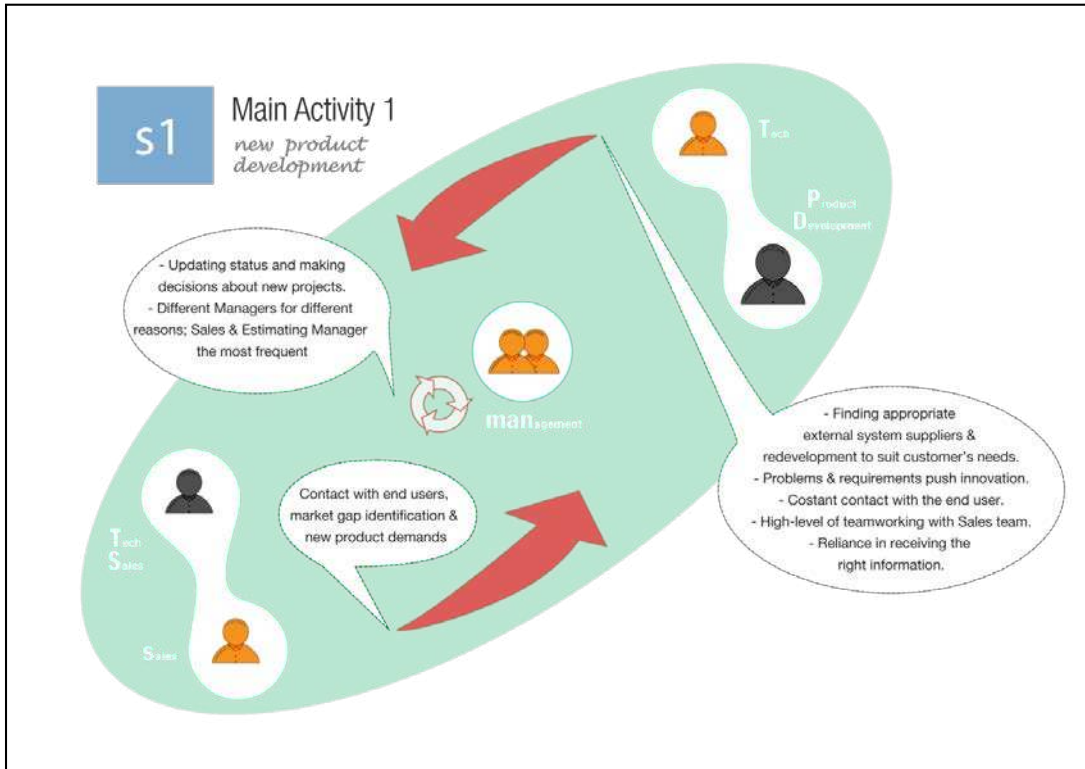 s1
Main Activity 1
new product
development
Tech
Product
Development
- Updating status and making
decisions about new projects.
- Different Managers for different
reasons; Sales & Estimating Manager
the most frequent
management
- Finding appropriate
external system suppliers &
redevelopment to suit customer's needs.
- Problems & requirements push innovation.
- Costant contact with the end user.
- High-level of teamworking with Sales team.
- Reliance in receiving the
right information.
Contact with end users,
market gap identification &
new product demands
Tech
Sales
Sales